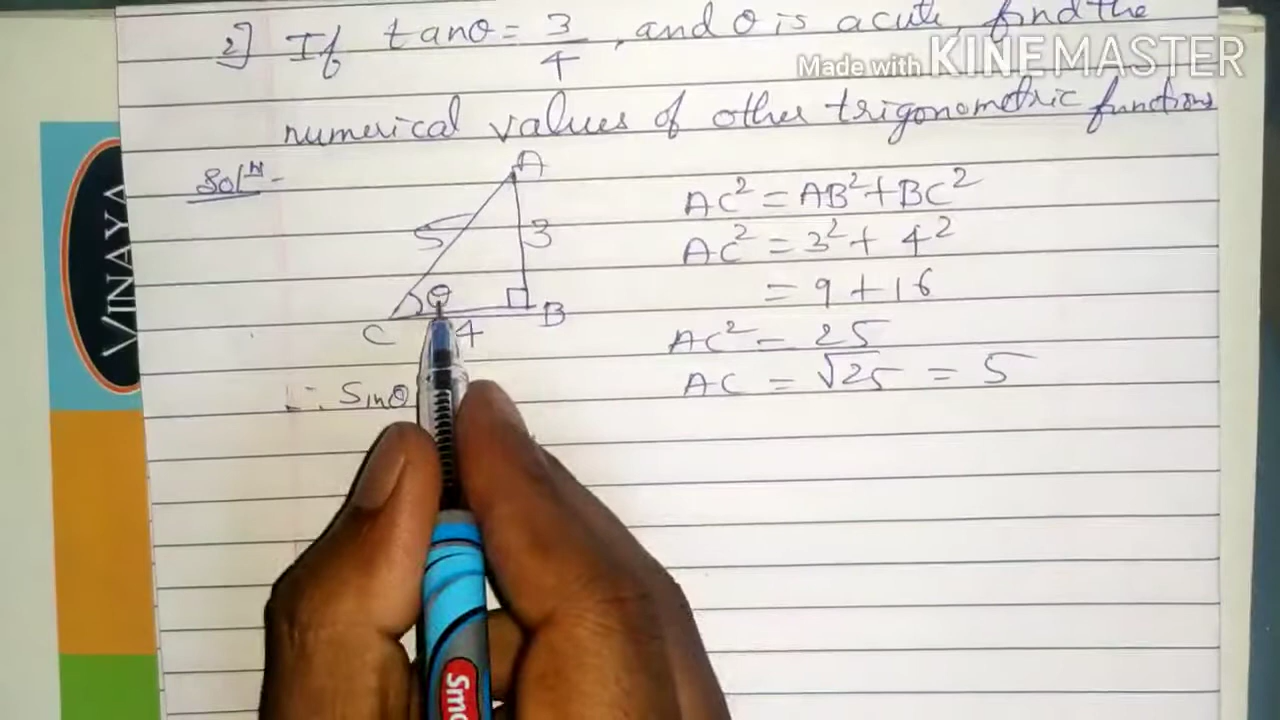 Made with KINEMASTER
2] If tanθ = 3/4, and θ is acute, find the
numerical values of other trigonometric functions
Solⁿ-
A
5
3
θ
C
4
B
AC² = AB² + BC²
AC² = 3² + 4²
= 9 + 16
AC² = 25
AC = √25 = 5
∴ Sinθ
VINAYA
Smo